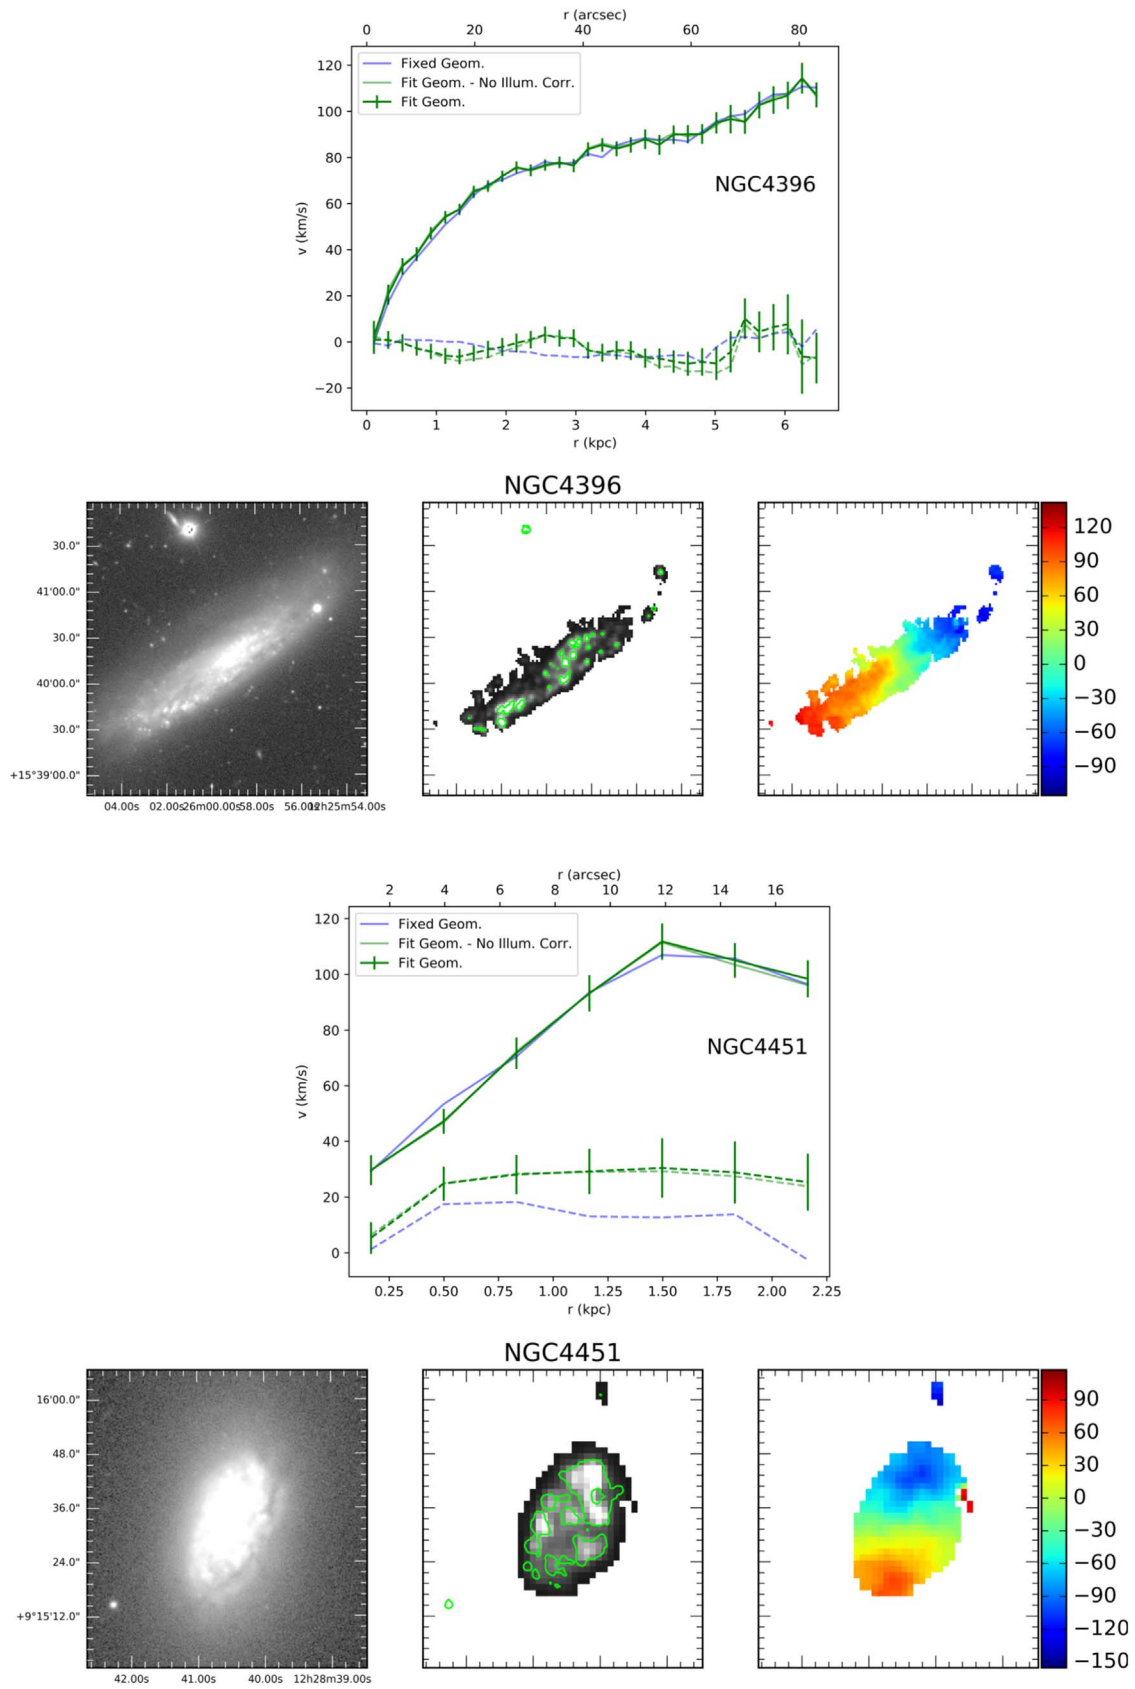 r (arcsec)
0 20 40 60 80
Fixed Geom.
Fit Geom. - No Illum. Corr.
Fit Geom.
NGC4396
v (km/s)
120
100
80
60
40
20
0
−20
0 1 2 3 4 5 6
r (kpc)
NGC4396
30.0"
41'00.0"
30.0"
40'00.0"
30.0"
+15°39'00.0"
04.00s 02.00s 26m00.00s 58.00s 56.00s 12h25m54.00s
120
90
60
30
0
−30
−60
−90
r (arcsec)
2 4 6 8 10 12 14 16
Fixed Geom.
Fit Geom. - No Illum. Corr.
Fit Geom.
NGC4451
v (km/s)
120
100
80
60
40
20
0
0.25 0.50 0.75 1.00 1.25 1.50 1.75 2.00 2.25
r (kpc)
NGC4451
16'00.0"
48.0"
36.0"
24.0"
+9°15'12.0"
42.00s 41.00s 40.00s 12h28m39.00s
90
60
30
0
−30
−60
−90
−120
−150